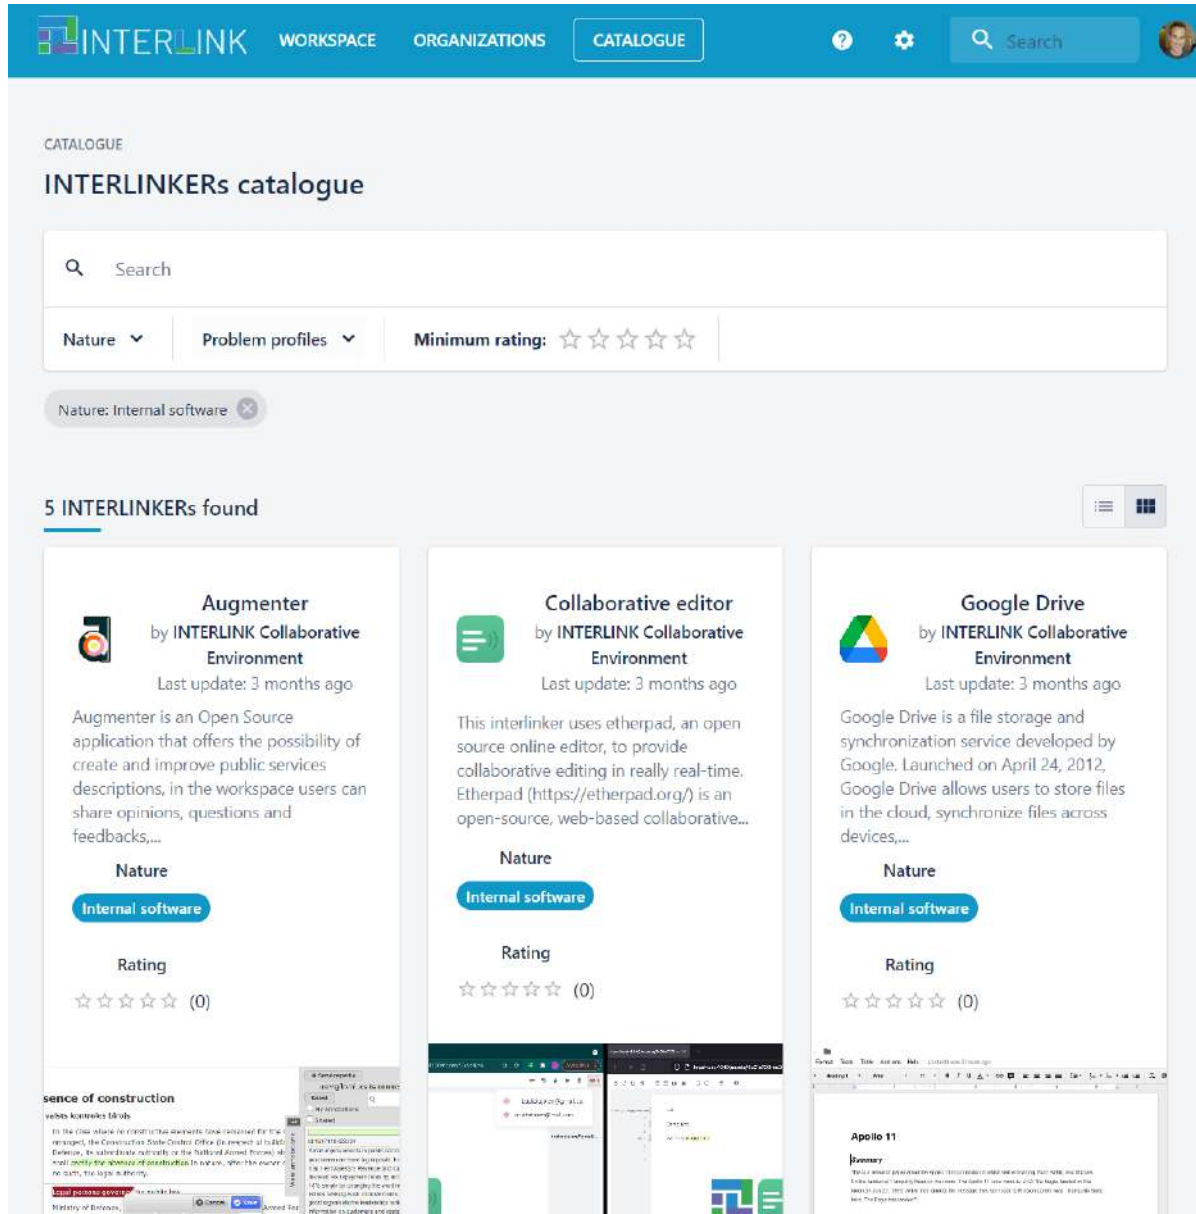 INTERLINK WORKSPACE ORGANIZATIONS CATALOGUE Search
CATALOGUE
INTERLINKERs catalogue
Search
Nature Problem profiles Minimum rating:
Nature: Internal software
5 INTERLINKERs found
Augmenter
by INTERLINK Collaborative
Environment
Last update: 3 months ago
Augmenter is an Open Source
application that offers the possibility of
create and improve public services
descriptions, in the workspace users can
share opinions, questions and
feedbacks,...
Nature
Internal software
Rating
(0)
sence of construction
valsts kontroles birojs
Collaborative editor
by INTERLINK Collaborative
Environment
Last update: 3 months ago
This interlinker uses etherpad, an open
source online editor, to provide
collaborative editing in really real-time.
Etherpad (https://etherpad.org/) is an
open-source, web-based collaborative...
Nature
Internal software
Rating
(0)
Google Drive
by INTERLINK Collaborative
Environment
Last update: 3 months ago
Google Drive is a file storage and
synchronization service developed by
Google. Launched on April 24, 2012,
Google Drive allows users to store files
in the cloud, synchronize files across
devices,...
Nature
Internal software
Rating
(0)
Apollo 11
Summary